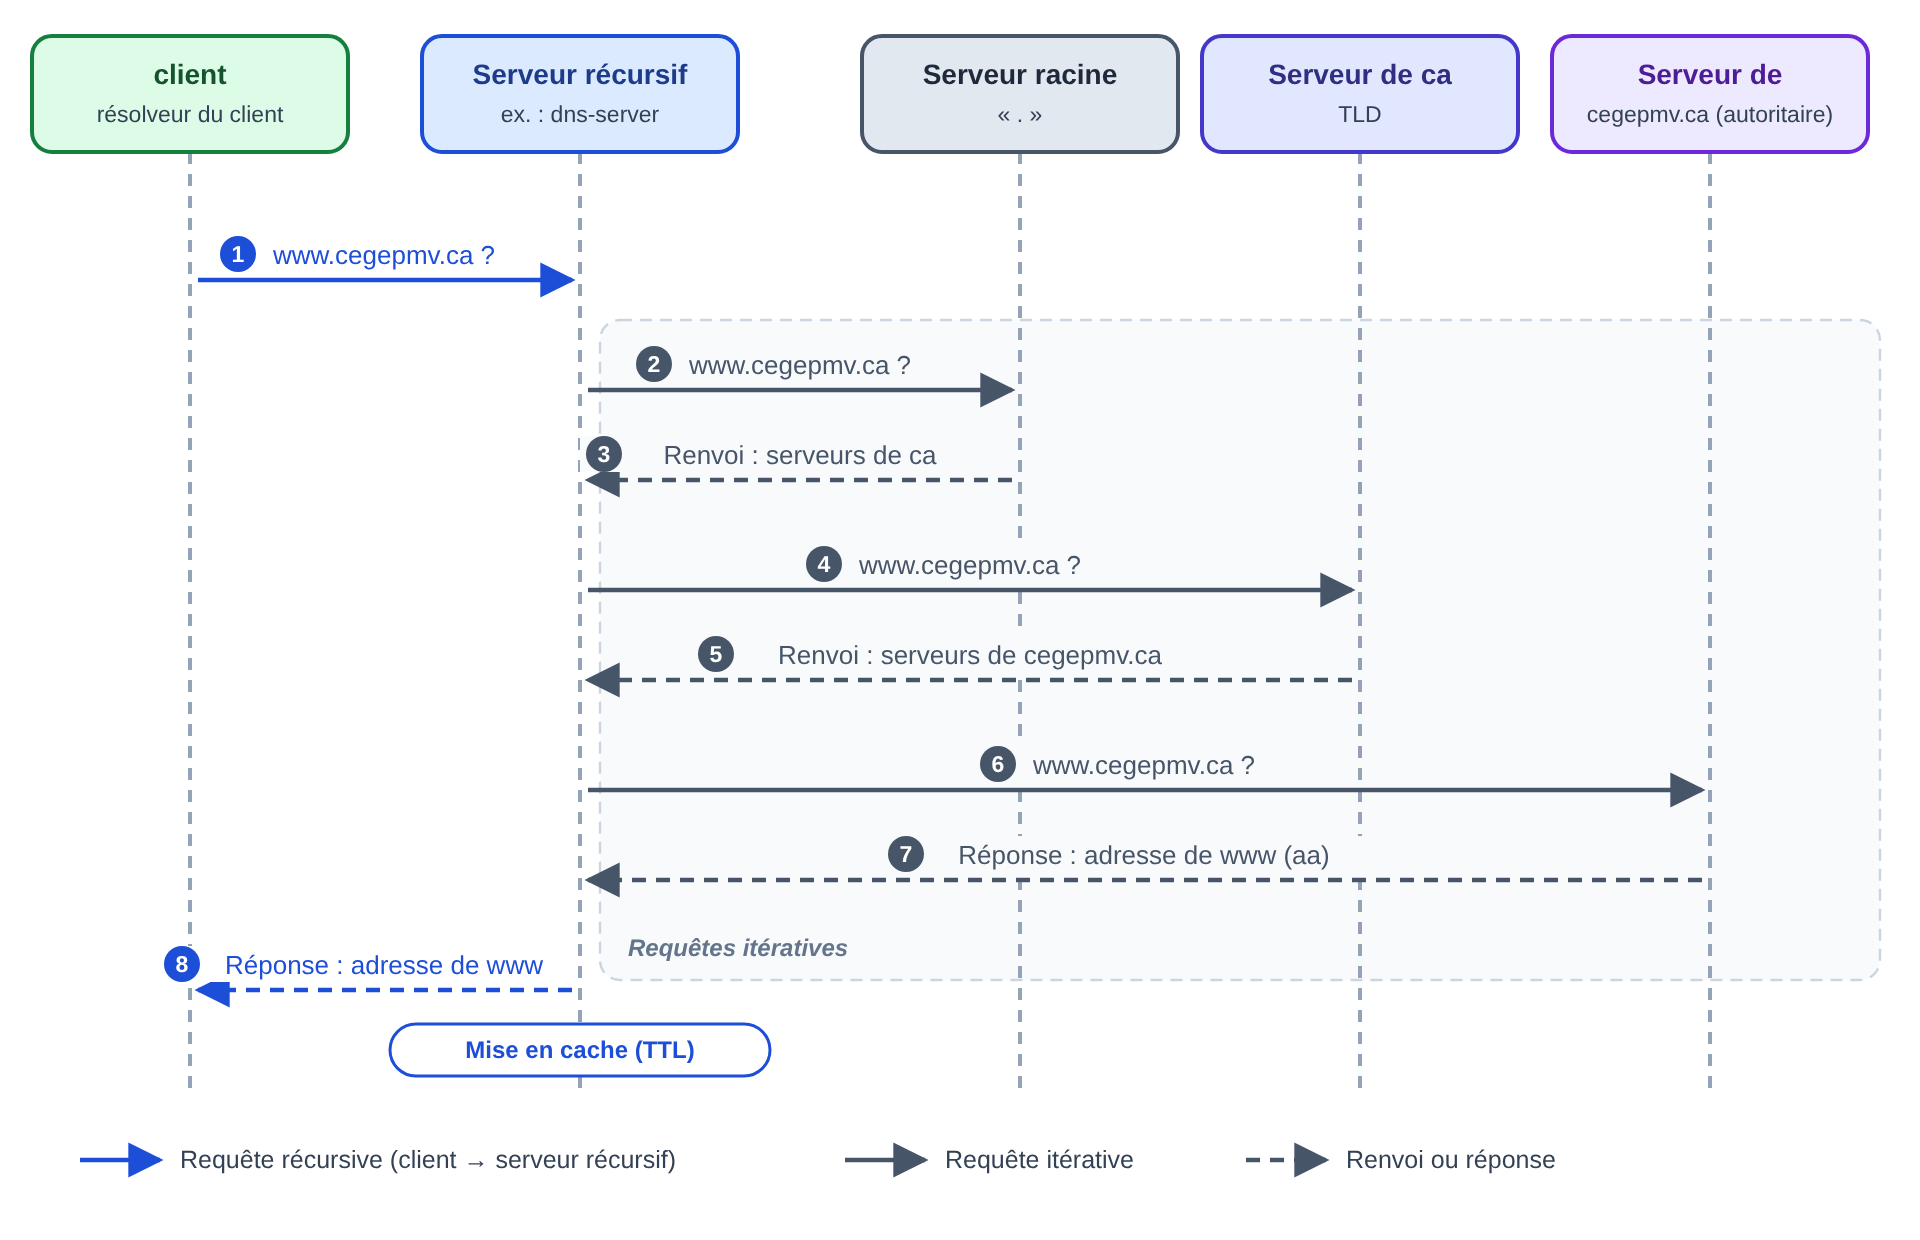 client
résolveur du client
Serveur récursif
ex. : dns-server
Serveur racine
« . »
Serveur de ca
TLD
Serveur de
cegepmv.ca (autoritaire)
1 www.cegepmv.ca ?
2 www.cegepmv.ca ?
3 Renvoi : serveurs de ca
4 www.cegepmv.ca ?
5 Renvoi : serveurs de cegepmv.ca
6 www.cegepmv.ca ?
7 Réponse : adresse de www (aa)
Requêtes itératives
8 Réponse : adresse de www
Mise en cache (TTL)
Requête récursive (client → serveur récursif)
Requête itérative
Renvoi ou réponse